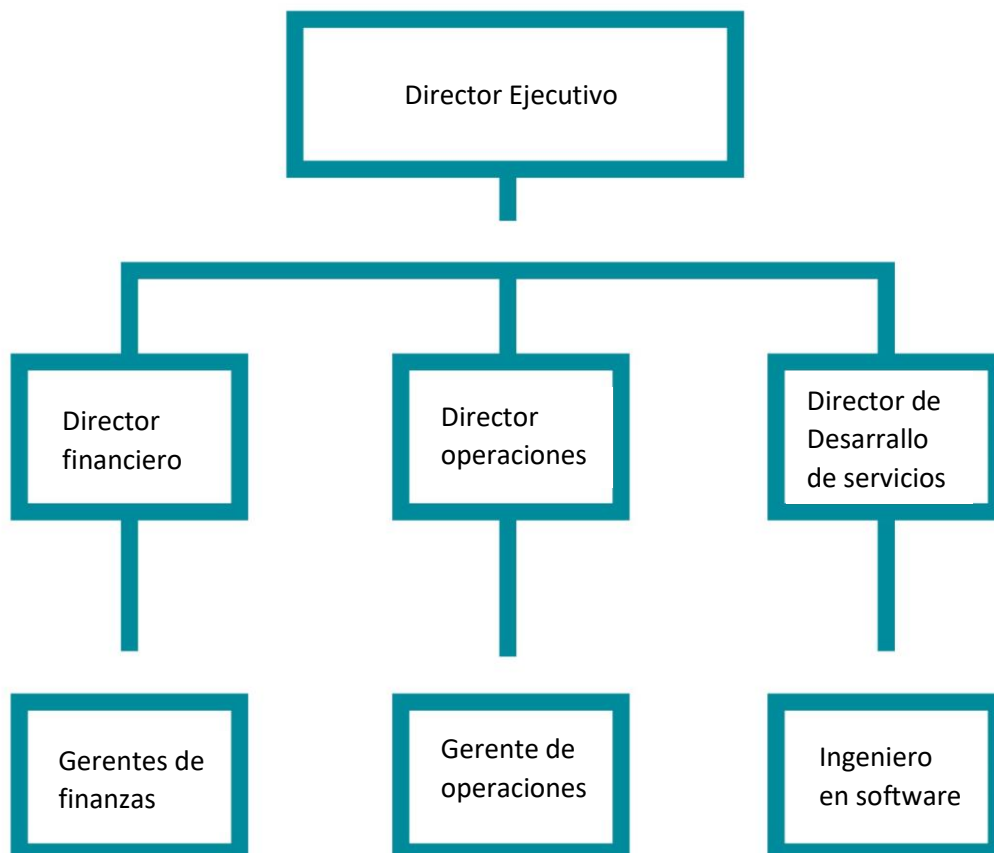 Director Ejecutivo
Director
financiero
Director
operaciones
Director de
Desarrallo
de servicios
Gerentes de
finanzas
Gerente de
operaciones
Ingeniero
en software